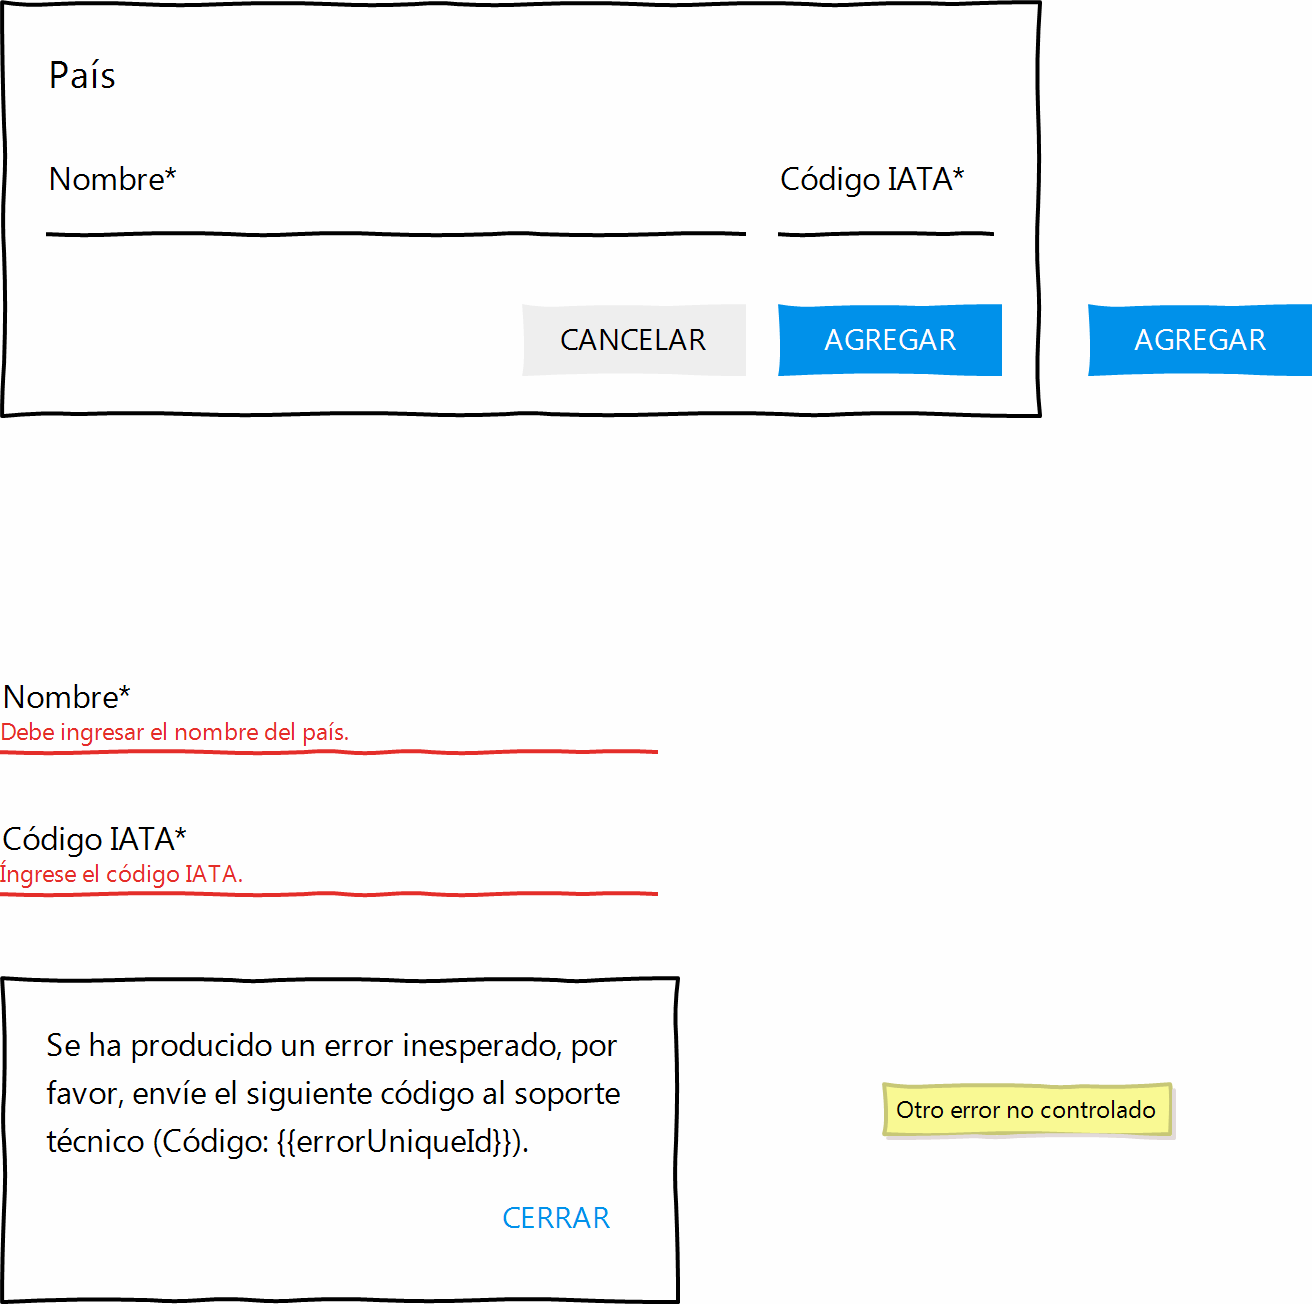 País
Nombre*
Código IATA*
CANCELAR
AGREGAR
AGREGAR
Nombre*
Debe ingresar el nombre del país.
Código IATA*
Íngrese el código IATA.
Se ha producido un error inesperado, por
favor, envíe el siguiente código al soporte
técnico (Código: {{errorUniqueId}}).
CERRAR
Otro error no controlado